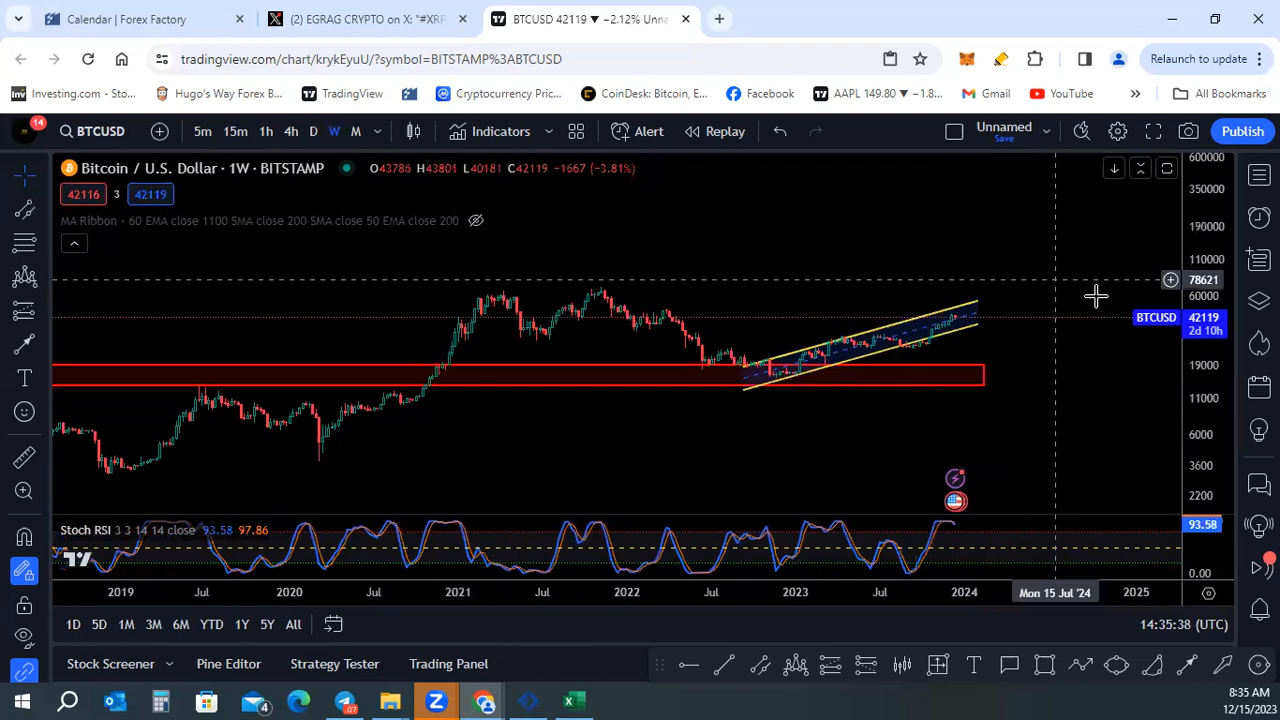 Calendar | Forex Factory
(2) EGRAG CRYPTO on X: "#XRP
BTCUSD 42119 ▼ −2.12% Unna
tradingview.com/chart/krykEyuU/?symbol=BITSTAMP%3ABTCUSD
Relaunch to update
Investing.com - Sto...
Hugo's Way Forex B...
TradingView
Cryptocurrency Pric...
CoinDesk: Bitcoin, E...
Facebook
AAPL 149.80 ▼ −1.8...
Gmail
YouTube
All Bookmarks
14
BTCUSD
5m 15m 1h 4h D W M
Indicators
Alert
Replay
Unnamed
Save
Publish
Bitcoin / U.S. Dollar · 1W · BITSTAMP
O43786 H43801 L40181 C42119 −1667 (−3.81%)
42116 3 42119
MA Ribbon · 60 EMA close 1100 SMA close 200 SMA close 50 EMA close 200
600000
350000
190000
110000
78621
60000
BTCUSD 42119
2d 10h
19000
11000
6000
3600
2200
Stoch RSI 3 3 14 14 close 93.58 97.86
93.58
0.00
2019 Jul 2020 Jul 2021 Jul 2022 Jul 2023 Jul 2024 Mon 15 Jul '24 2025
1D 5D 1M 3M 6M YTD 1Y 5Y All
14:35:38 (UTC)
Stock Screener
Pine Editor
Strategy Tester
Trading Panel
4
07
8:35 AM
12/15/2023